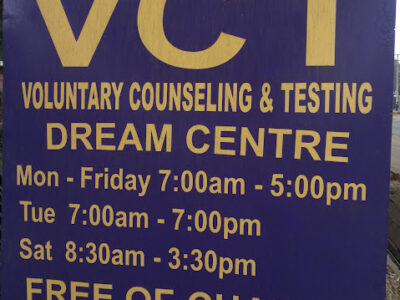 VCT
VOLUNTARY COUNSELING & TESTING
DREAM CENTRE
Mon - Friday 7:00am - 5:00pm
Tue 7:00am - 7:00pm
Sat 8:30am - 3:30pm
FREE OF